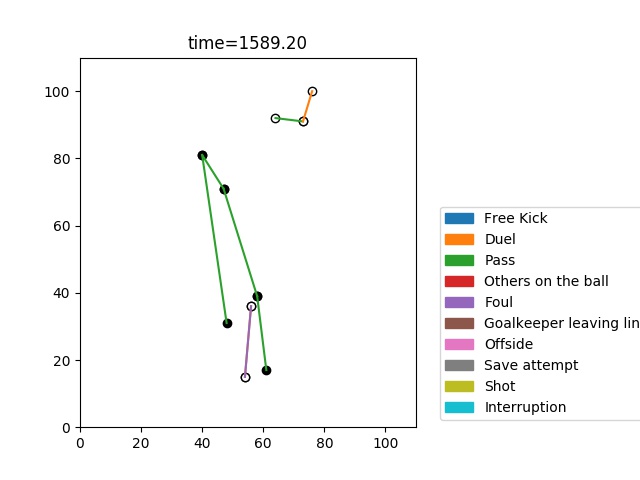 time=1589.20
100
80
60
40
20
0
0 20 40 60 80 100
Free Kick
Duel
Pass
Others on the ball
Foul
Goalkeeper leaving lin
Offside
Save attempt
Shot
Interruption